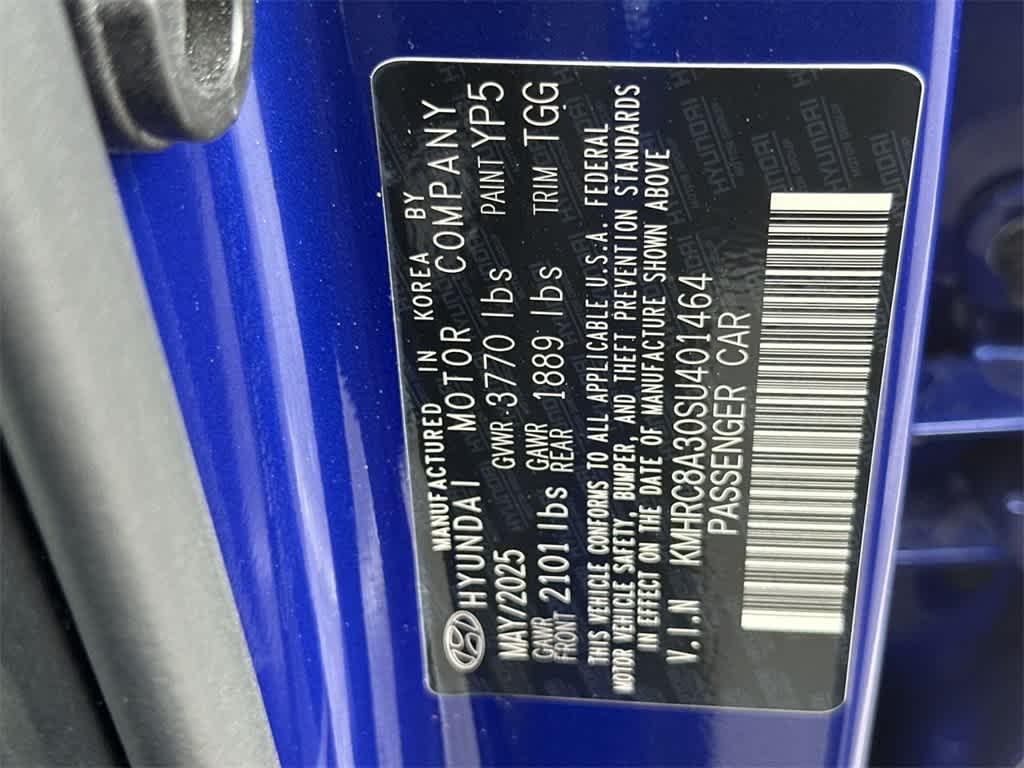 MANUFACTURED IN KOREA BY
HYUNDAI MOTOR COMPANY
MAY/2025 GVWR 3770 lbs PAINT YP5
GAWR FRONT 2101 lbs GAWR REAR 1889 lbs TRIM TGG
THIS VEHICLE CONFORMS TO ALL APPLICABLE U.S.A. FEDERAL
MOTOR VEHICLE SAFETY, BUMPER, AND THEFT PREVENTION STANDARDS
IN EFFECT ON THE DATE OF MANUFACTURE SHOWN ABOVE
V.I.N KMHRC8A30SU401464
PASSENGER CAR